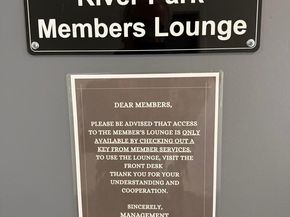 River Park
Members Lounge
DEAR MEMBERS,
PLEASE BE ADVISED THAT ACCESS
TO THE MEMBER'S LOUNGE IS ONLY
AVAILABLE BY CHECKING OUT A
KEY FROM MEMBER SERVICES.
TO USE THE LOUNGE, VISIT THE
FRONT DESK
THANK YOU FOR YOUR
UNDERSTANDING AND
COOPERATION.
SINCERELY,
MANAGEMENT